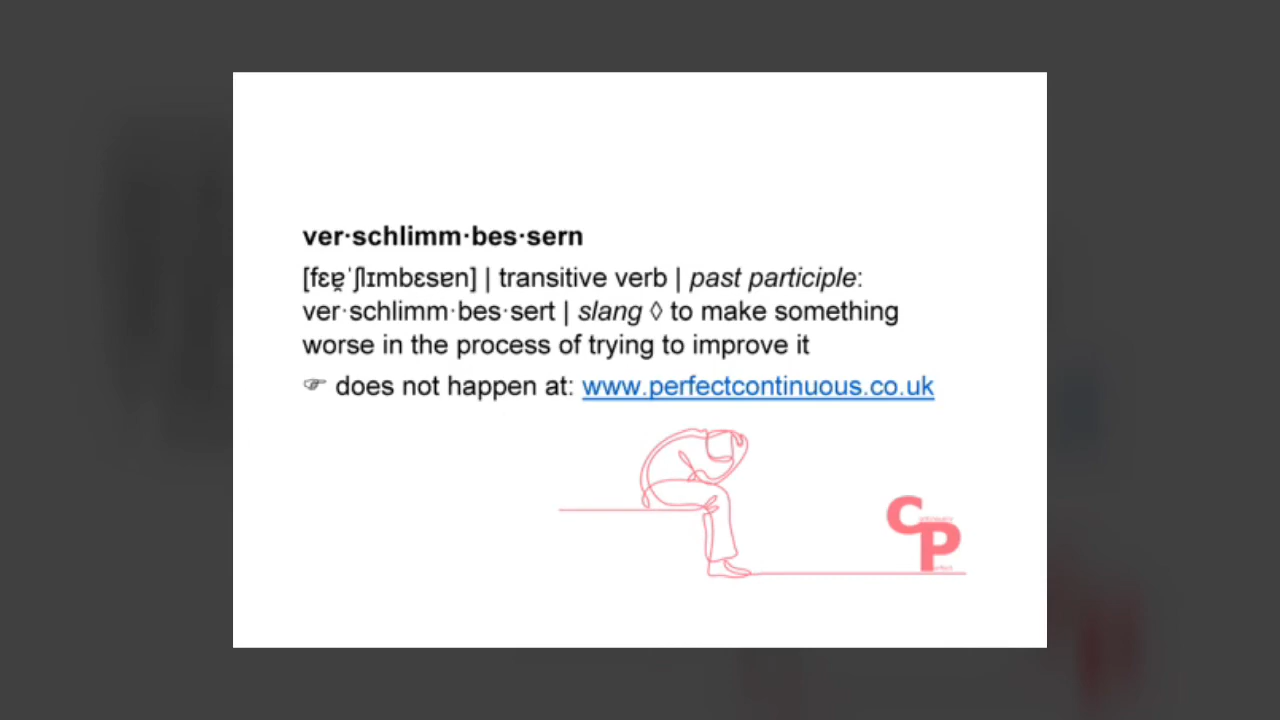 ver·schlimm·bes·sern
[fɛɐ̯ˈʃlɪmbɛsɐn] | transitive verb | past participle:
ver·schlimm·bes·sert | slang ◊ to make something
worse in the process of trying to improve it
☞ does not happen at: www.perfectcontinuous.co.uk
C
P